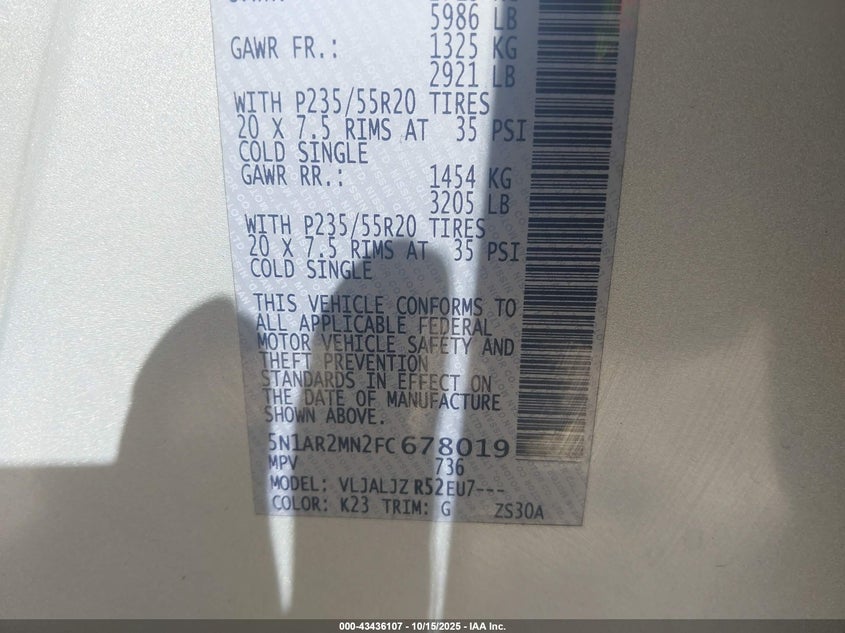 5986 LB
GAWR FR.: 1325 KG
2921 LB
WITH P235/55R20 TIRES
20 X 7.5 RIMS AT 35 PSI
COLD SINGLE
GAWR RR.: 1454 KG
3205 LB
WITH P235/55R20 TIRES
20 X 7.5 RIMS AT 35 PSI
COLD SINGLE
THIS VEHICLE CONFORMS TO
ALL APPLICABLE FEDERAL
MOTOR VEHICLE SAFETY AND
THEFT PREVENTION
STANDARDS IN EFFECT ON
THE DATE OF MANUFACTURE
SHOWN ABOVE.
5N1AR2MN2FC678019
MPV 736
MODEL: VLJALJZ R52EU7---
COLOR: K23 TRIM: G ZS30A
000-43436107 - 10/15/2025 - IAA Inc.